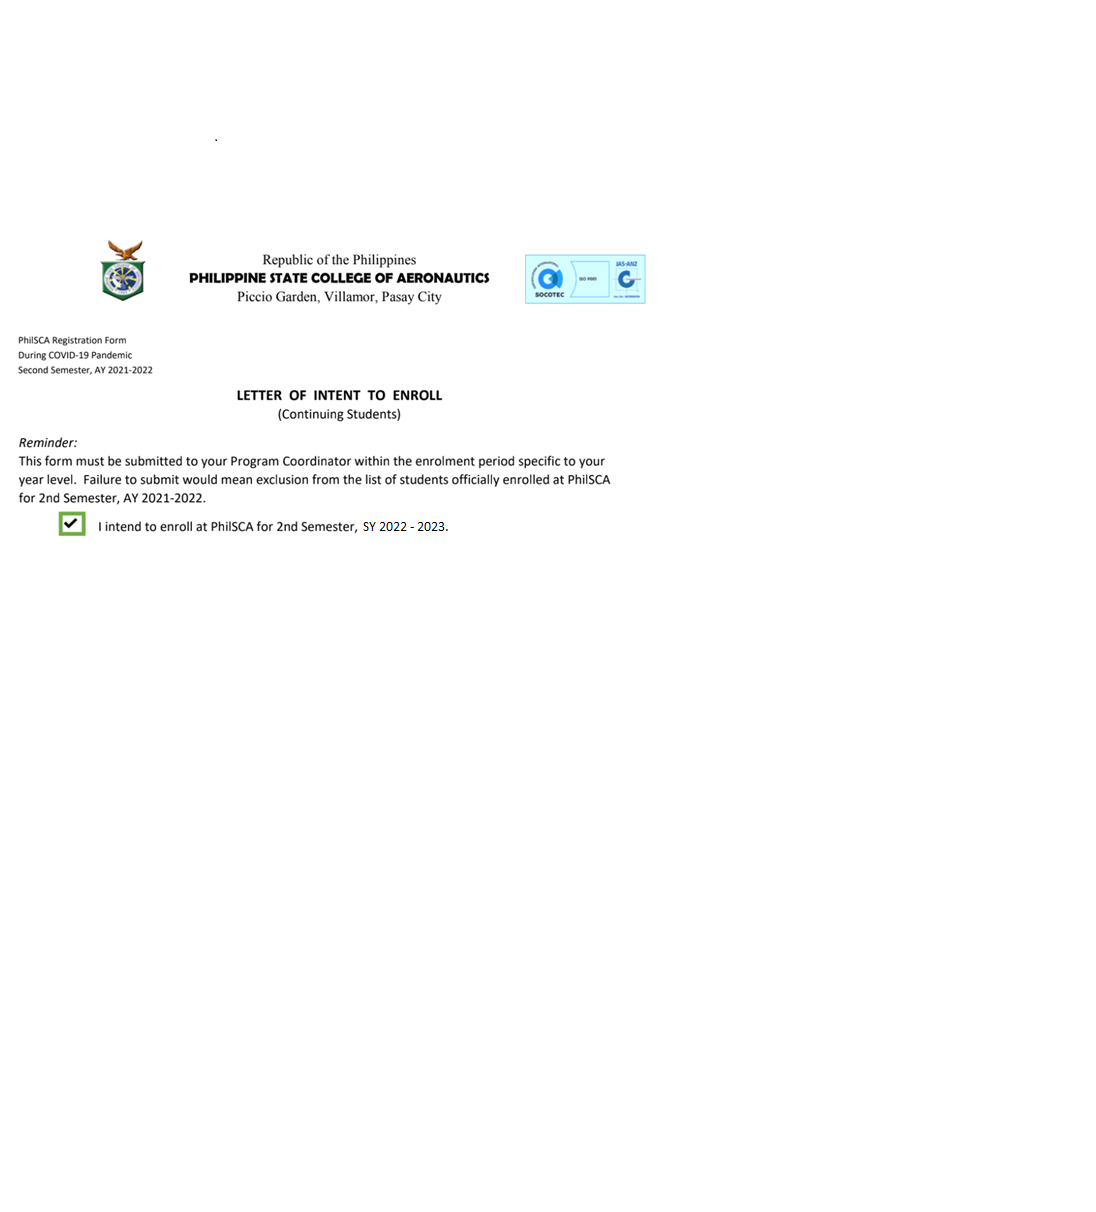 Republic of the Philippines
PHILIPPINE STATE COLLEGE OF AERONAUTICS
Piccio Garden, Villamor, Pasay City
SOCOTEC
ISO 9001
JAS-ANZ
PhilSCA Registration Form
During COVID-19 Pandemic
Second Semester, AY 2021-2022
LETTER OF INTENT TO ENROLL
(Continuing Students)
Reminder:
This form must be submitted to your Program Coordinator within the enrolment period specific to your
year level. Failure to submit would mean exclusion from the list of students officially enrolled at PhilSCA
for 2nd Semester, AY 2021-2022.
I intend to enroll at PhilSCA for 2nd Semester, SY 2022 - 2023.